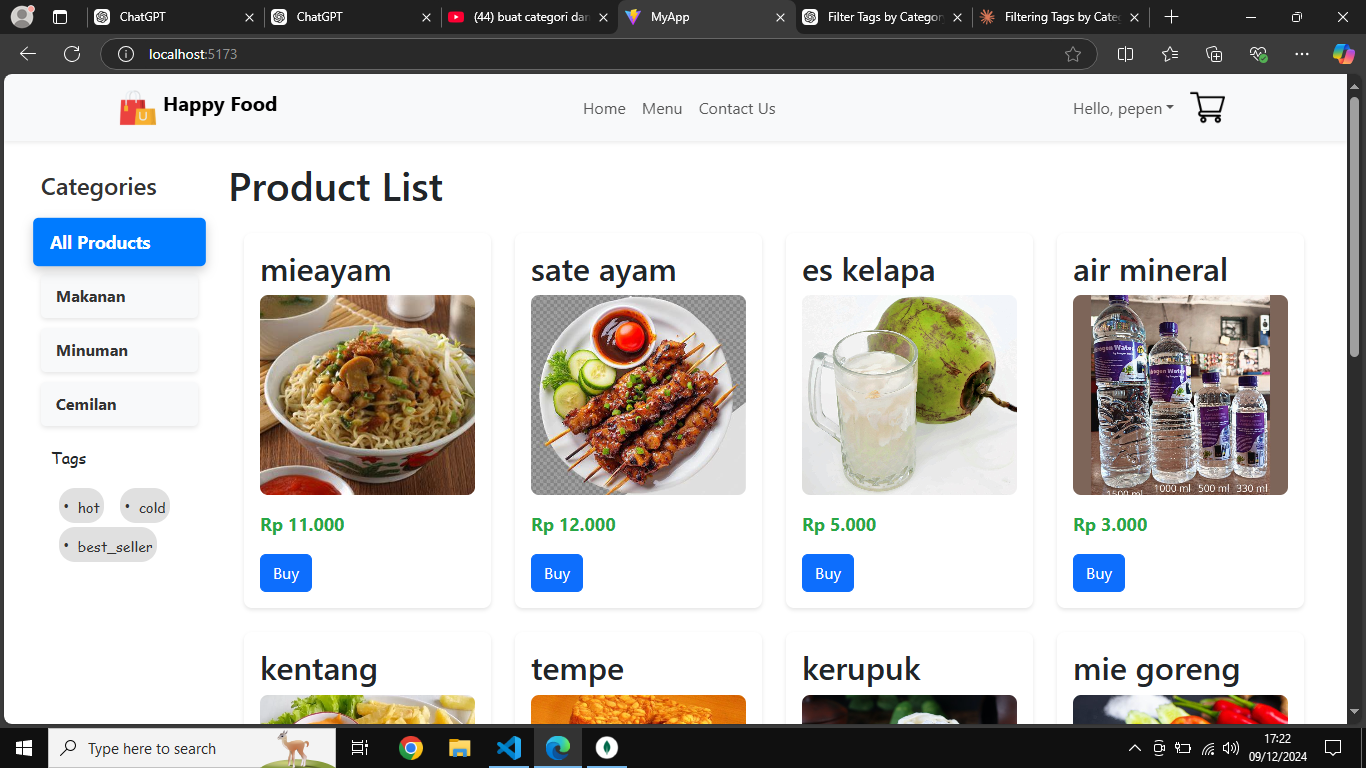 ChatGPT
ChatGPT
(44) buat categori dan
MyApp
Filter Tags by Categor
Filtering Tags by Cate
localhost:5173
Happy Food
Home
Menu
Contact Us
Hello, pepen
Categories
All Products
Makanan
Minuman
Cemilan
Tags
• hot
• cold
• best_seller
Product List
mieayam
Rp 11.000
Buy
sate ayam
Rp 12.000
Buy
es kelapa
Rp 5.000
Buy
air mineral
1500 ml
1000 ml
500 ml
330 ml
Rp 3.000
Buy
kentang
tempe
kerupuk
mie goreng
Type here to search
17:22
09/12/2024